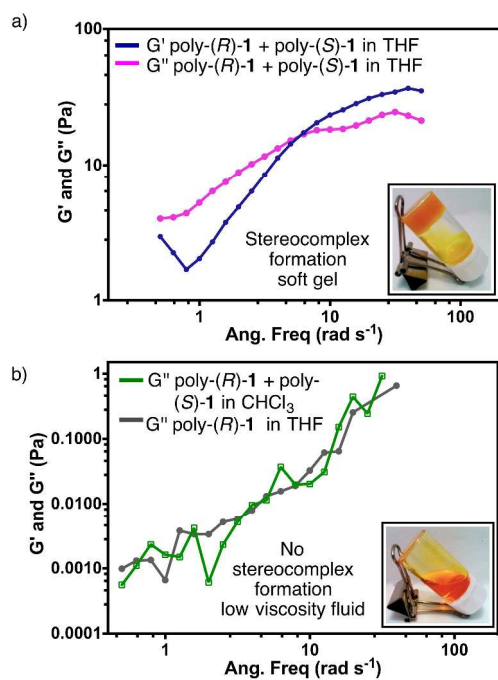 a)
100
10
1
G' and G" (Pa)
G' poly-(R)-1 + poly-(S)-1 in THF
G" poly-(R)-1 + poly-(S)-1 in THF
Stereocomplex
formation
soft gel
1
10
100
Ang. Freq (rad s-1)
b)
1
0.1000
0.0100
0.0010
0.0001
G' and G" (Pa)
G" poly-(R)-1 + poly-
(S)-1 in CHCl3
G" poly-(R)-1 in THF
No
stereocomplex
formation
low viscosity fluid
1
10
100
Ang. Freq (rad s-1)